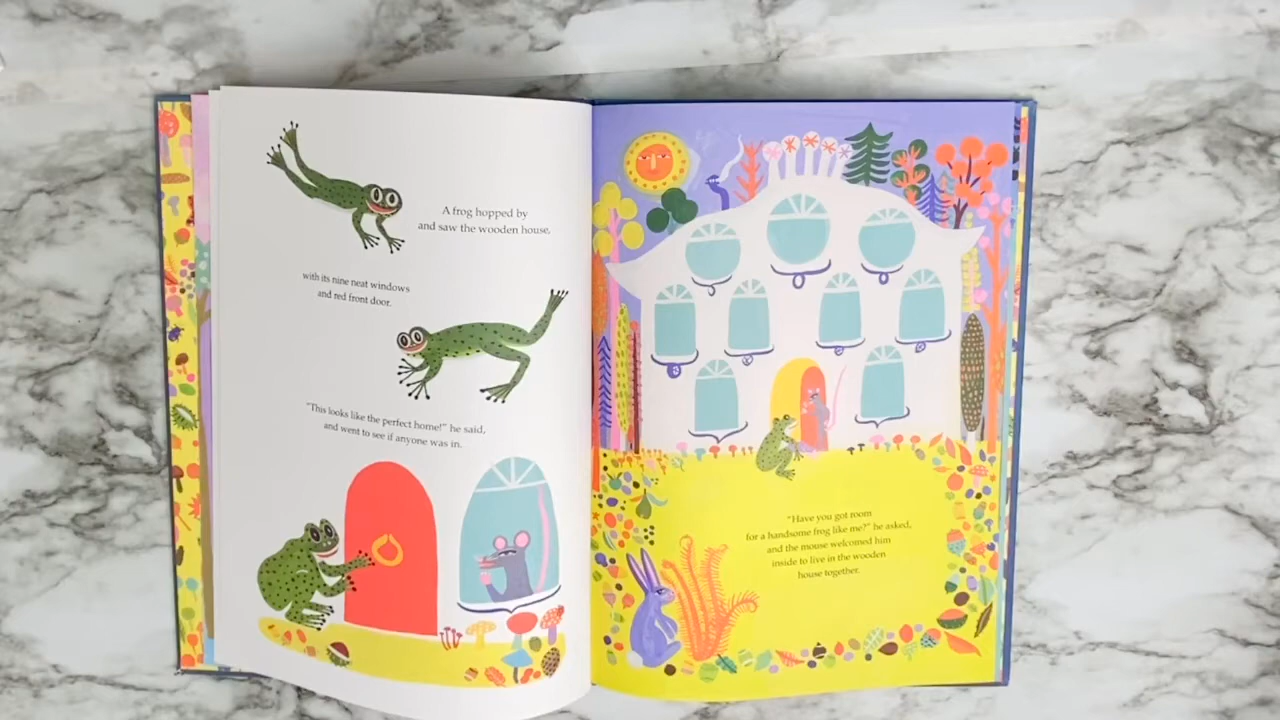 A frog hopped by
and saw the wooden house,
with its nine neat windows
and red front door.
"This looks like the perfect home!" he said,
and went to see if anyone was in.
"Have you got room
for a handsome frog like me?" he asked,
and the mouse welcomed him
inside to live in the wooden
house together.